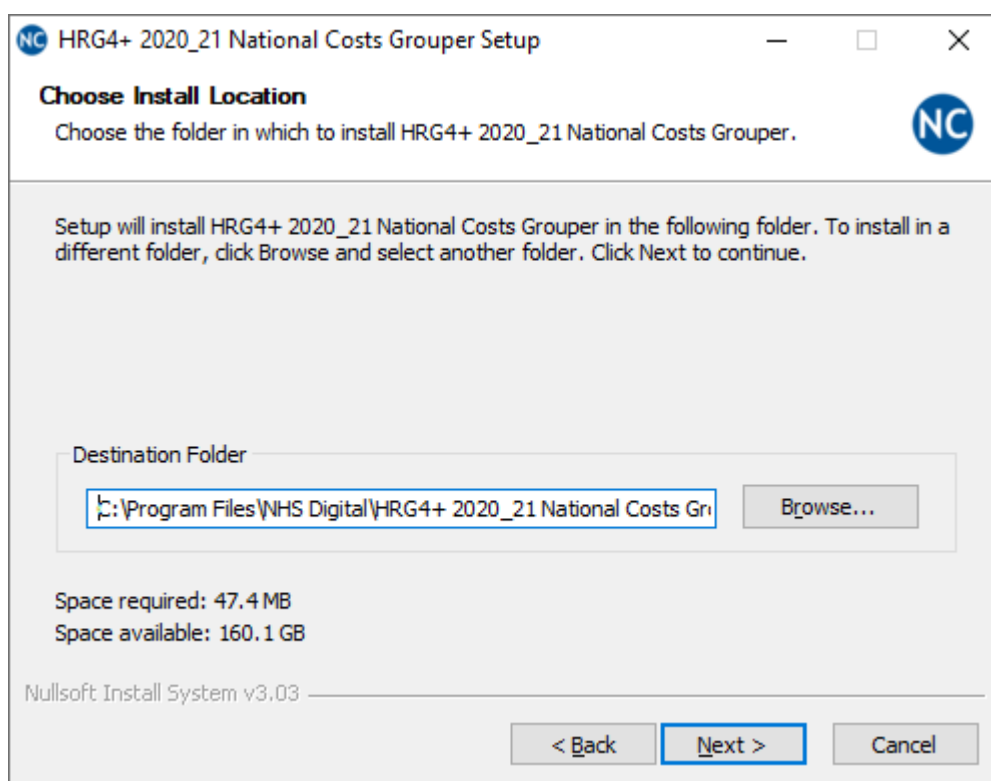 NC HRG4+ 2020_21 National Costs Grouper Setup
Choose Install Location
Choose the folder in which to install HRG4+ 2020_21 National Costs Grouper.
NC
Setup will install HRG4+ 2020_21 National Costs Grouper in the following folder. To install in a
different folder, click Browse and select another folder. Click Next to continue.
Destination Folder
C:\Program Files\NHS Digital\HRG4+ 2020_21 National Costs Gr
Browse...
Space required: 47.4 MB
Space available: 160.1 GB
Nullsoft Install System v3.03
< Back Next > Cancel